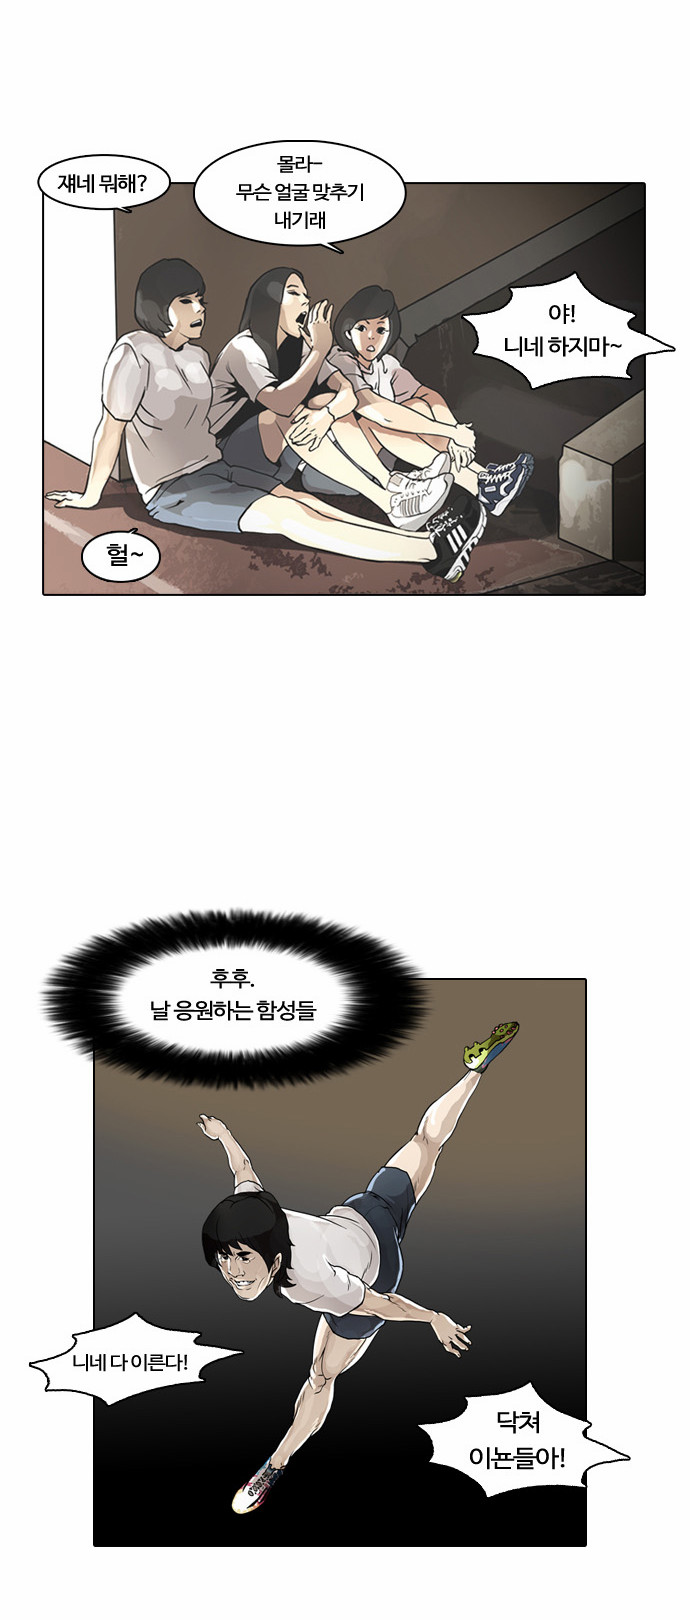 쟤네 뭐해?
몰라~
무슨 얼굴 맞추기
내기래
야!
니네 하지마~
헐~
후후.
날 응원하는 함성들
니네 다 이른다!
닥쳐
이뇬들아!